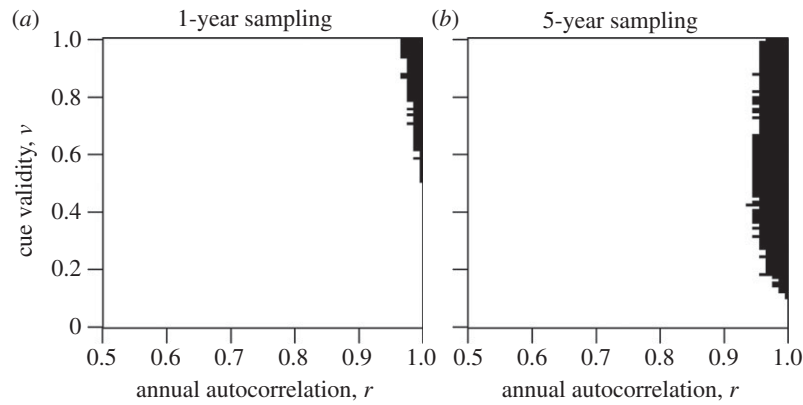 (a) 1-year sampling (b) 5-year sampling
1.0
0.8
0.6
0.4
0.2
0
cue validity, v
0.5 0.6 0.7 0.8 0.9 1.0 0.5 0.6 0.7 0.8 0.9 1.0
annual autocorrelation, r annual autocorrelation, r